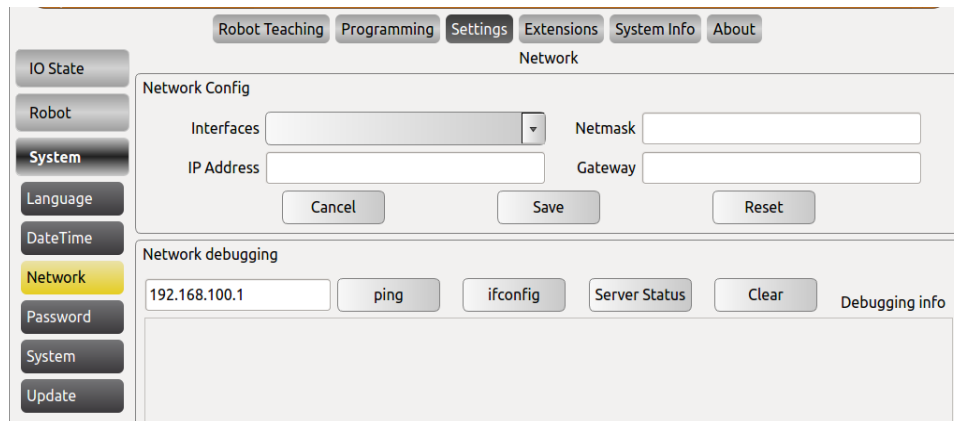 Robot Teaching Programming Settings Extensions System Info About
Network
IO State
Robot
System
Language
DateTime
Network
Password
System
Update
Network Config
Interfaces Netmask
IP Address Gateway
Cancel Save Reset
Network debugging
192.168.100.1 ping ifconfig Server Status Clear Debugging info